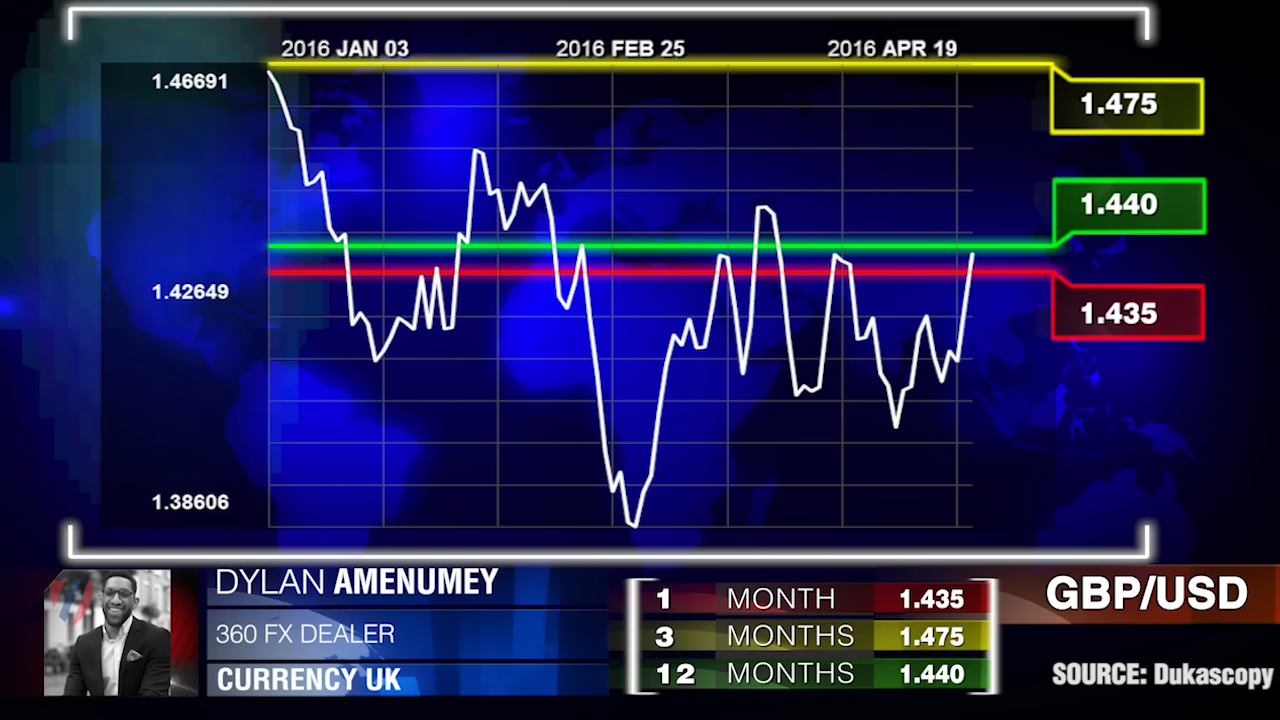 2016 JAN 03 2016 FEB 25 2016 APR 19
1.46691
1.475
1.440
1.42649
1.435
1.38606
DYLAN AMENUMEY
360 FX DEALER
CURRENCY UK
1 MONTH 1.435
3 MONTHS 1.475
12 MONTHS 1.440
GBP/USD
SOURCE: Dukascopy